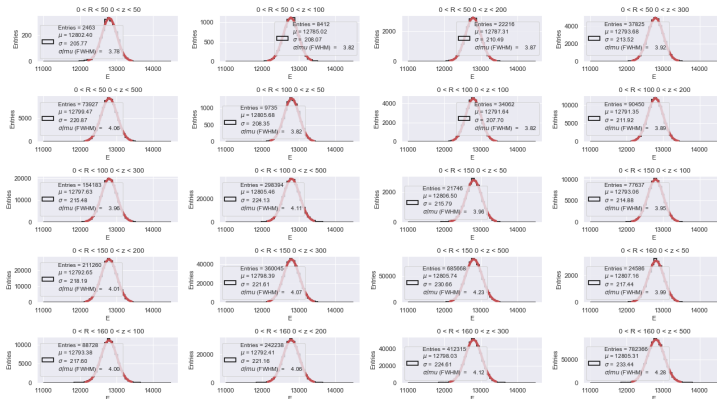 0 < R < 50 0 < z < 50
Entries = 2463
μ = 12802.40
σ = 205.77
d/mu (FWHM) = 3.78
0 < R < 50 0 < z < 100
Entries = 8412
μ = 12785.02
σ = 208.07
d/mu (FWHM) = 3.82
0 < R < 50 0 < z < 200
Entries = 22216
μ = 12787.31
σ = 210.49
d/mu (FWHM) = 3.87
0 < R < 50 0 < z < 300
Entries = 37825
μ = 12793.68
σ = 213.52
d/mu (FWHM) = 3.92
0 < R < 50 0 < z < 500
Entries = 73927
μ = 12799.47
σ = 220.87
d/mu (FWHM) = 4.06
0 < R < 100 0 < z < 50
Entries = 9735
μ = 12805.88
σ = 208.35
d/mu (FWHM) = 3.82
0 < R < 100 0 < z < 100
Entries = 34062
μ = 12791.64
σ = 207.70
d/mu (FWHM) = 3.82
0 < R < 100 0 < z < 200
Entries = 90450
μ = 12791.35
σ = 211.92
d/mu (FWHM) = 3.89
0 < R < 100 0 < z < 300
Entries = 154183
μ = 12797.63
σ = 215.48
d/mu (FWHM) = 3.96
0 < R < 100 0 < z < 500
Entries = 298394
μ = 12805.46
σ = 224.13
d/mu (FWHM) = 4.11
0 < R < 150 0 < z < 50
Entries = 21746
μ = 12806.50
σ = 215.79
d/mu (FWHM) = 3.96
0 < R < 150 0 < z < 100
Entries = 77637
μ = 12793.06
σ = 214.88
d/mu (FWHM) = 3.95
0 < R < 150 0 < z < 200
Entries = 211260
μ = 12792.65
σ = 218.19
d/mu (FWHM) = 4.01
0 < R < 150 0 < z < 300
Entries = 360045
μ = 12798.39
σ = 221.61
d/mu (FWHM) = 4.07
0 < R < 150 0 < z < 500
Entries = 685668
μ = 12805.74
σ = 230.66
d/mu (FWHM) = 4.23
0 < R < 160 0 < z < 50
Entries = 24586
μ = 12807.16
σ = 217.44
d/mu (FWHM) = 3.99
0 < R < 160 0 < z < 100
Entries = 88728
μ = 12793.38
σ = 217.60
d/mu (FWHM) = 4.00
0 < R < 160 0 < z < 200
Entries = 242238
μ = 12792.41
σ = 221.16
d/mu (FWHM) = 4.06
0 < R < 160 0 < z < 300
Entries = 412315
μ = 12798.03
σ = 224.61
d/mu (FWHM) = 4.12
0 < R < 160 0 < z < 500
Entries = 782366
μ = 12805.31
σ = 233.44
d/mu (FWHM) = 4.28